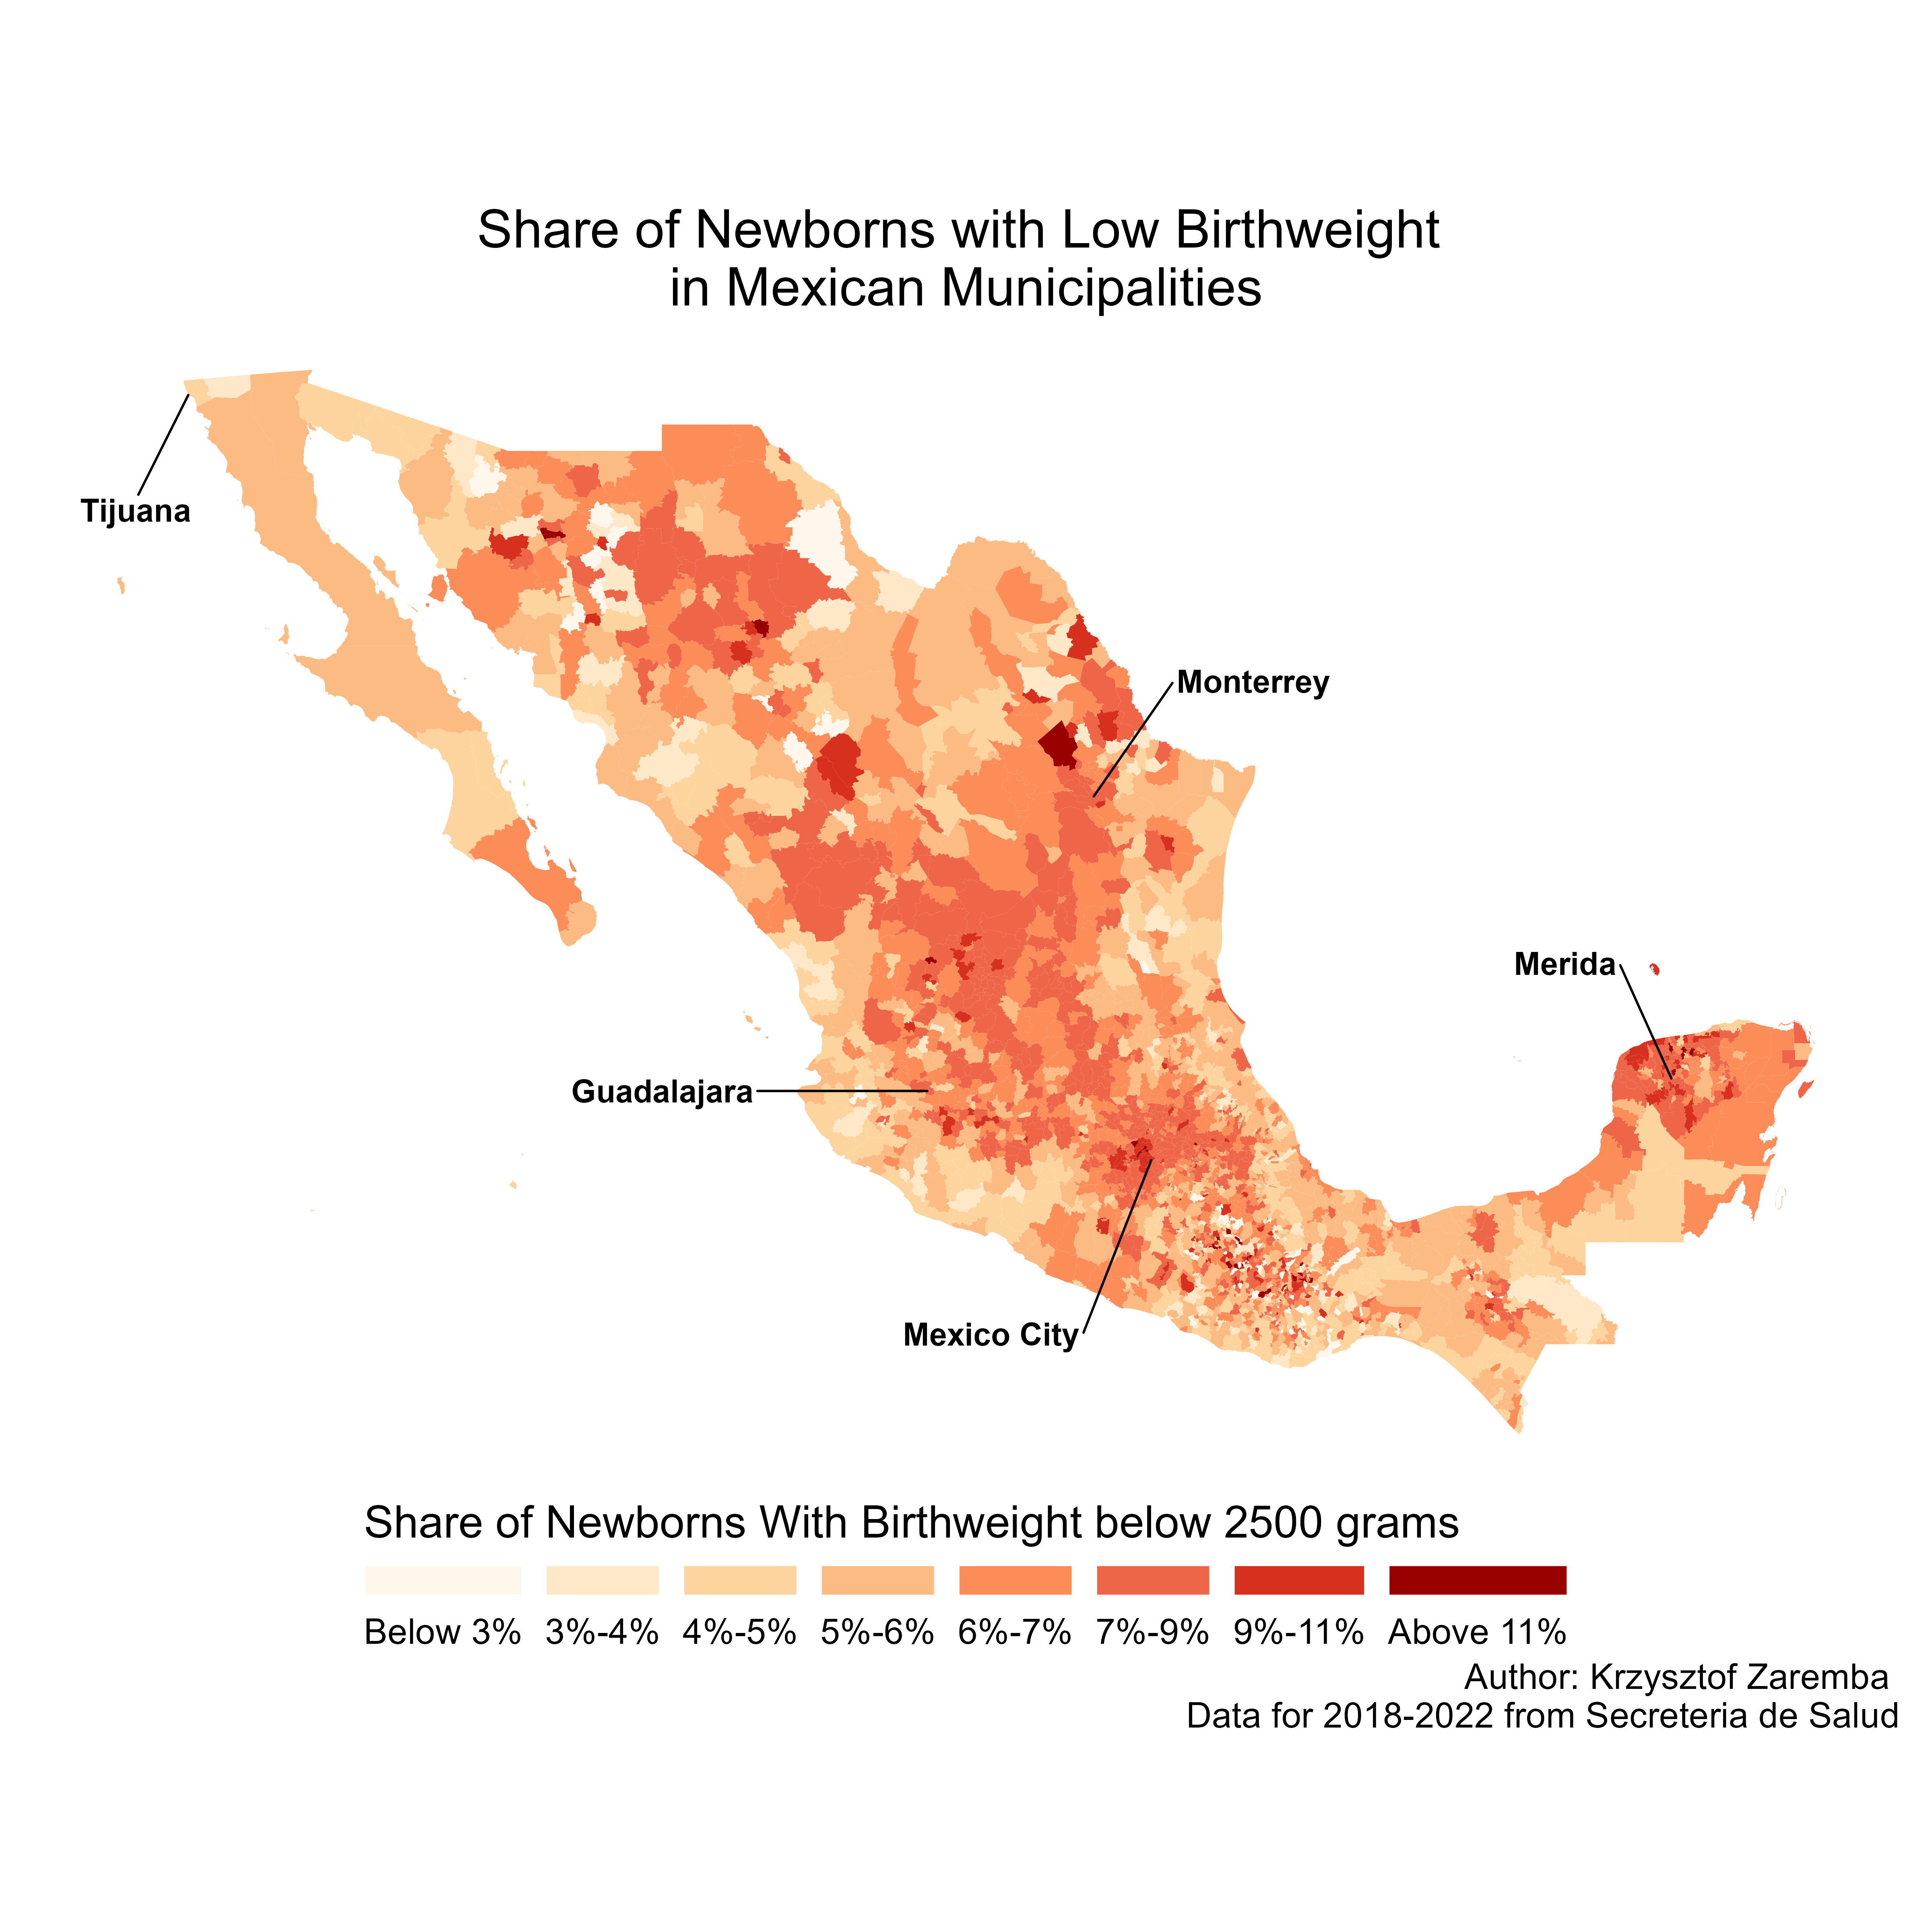 Share of Newborns with Low Birthweight
in Mexican Municipalities
Tijuana
Monterrey
Merida
Guadalajara
Mexico City
Share of Newborns With Birthweight below 2500 grams
Below 3% 3%-4% 4%-5% 5%-6% 6%-7% 7%-9% 9%-11% Above 11%
Author: Krzysztof Zaremba
Data for 2018-2022 from Secreteria de Salud